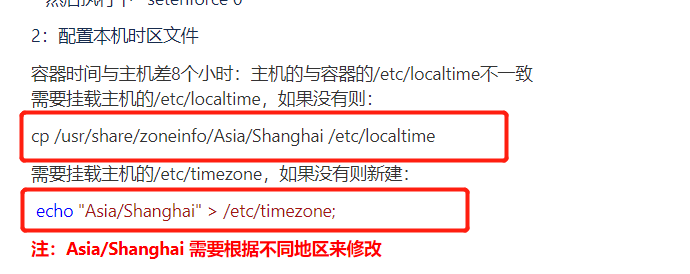 setenforce 0
2：配置本机时区文件
容器时间与主机差8个小时：主机的与容器的/etc/localtime不一致
需要挂载主机的/etc/localtime，如果没有则：
cp /usr/share/zoneinfo/Asia/Shanghai /etc/localtime
需要挂载主机的/etc/timezone，如果没有则新建：
echo "Asia/Shanghai" > /etc/timezone;
注：Asia/Shanghai 需要根据不同地区来修改